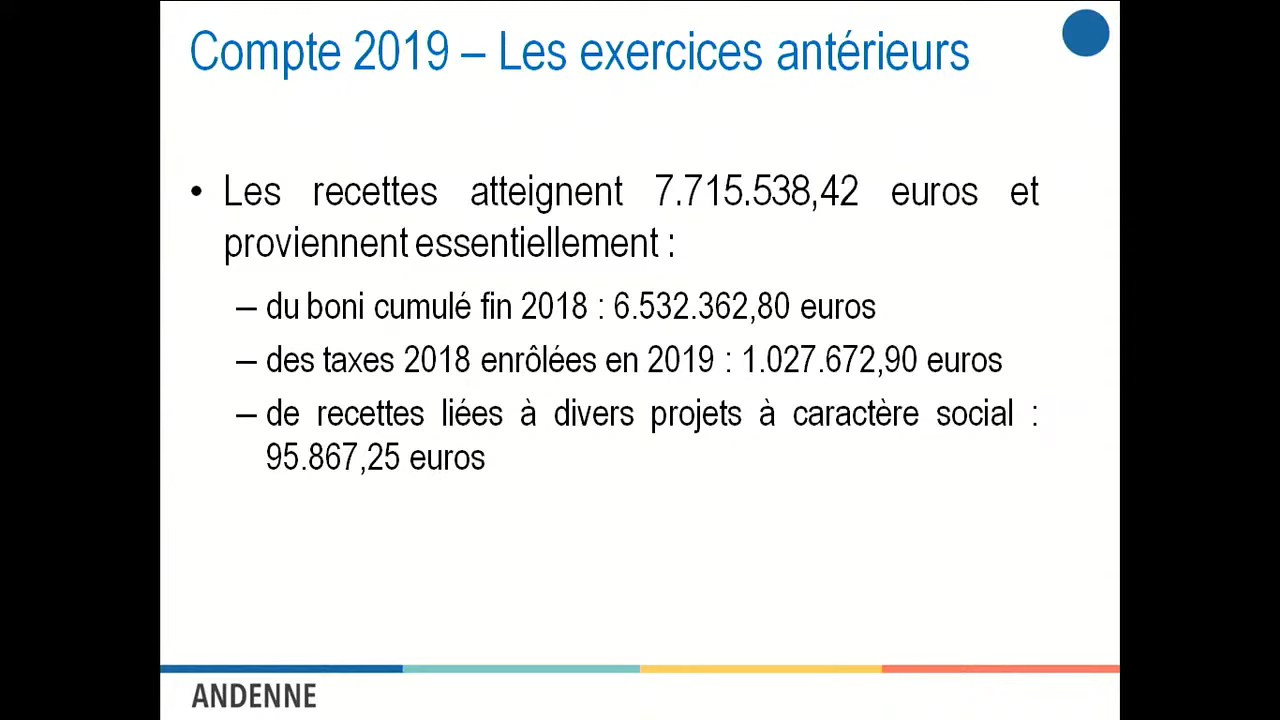 Compte 2019 – Les exercices antérieurs
• Les recettes atteignent 7.715.538,42 euros et
proviennent essentiellement :
– du boni cumulé fin 2018 : 6.532.362,80 euros
– des taxes 2018 enrôlées en 2019 : 1.027.672,90 euros
– de recettes liées à divers projets à caractère social :
95.867,25 euros
ANDENNE